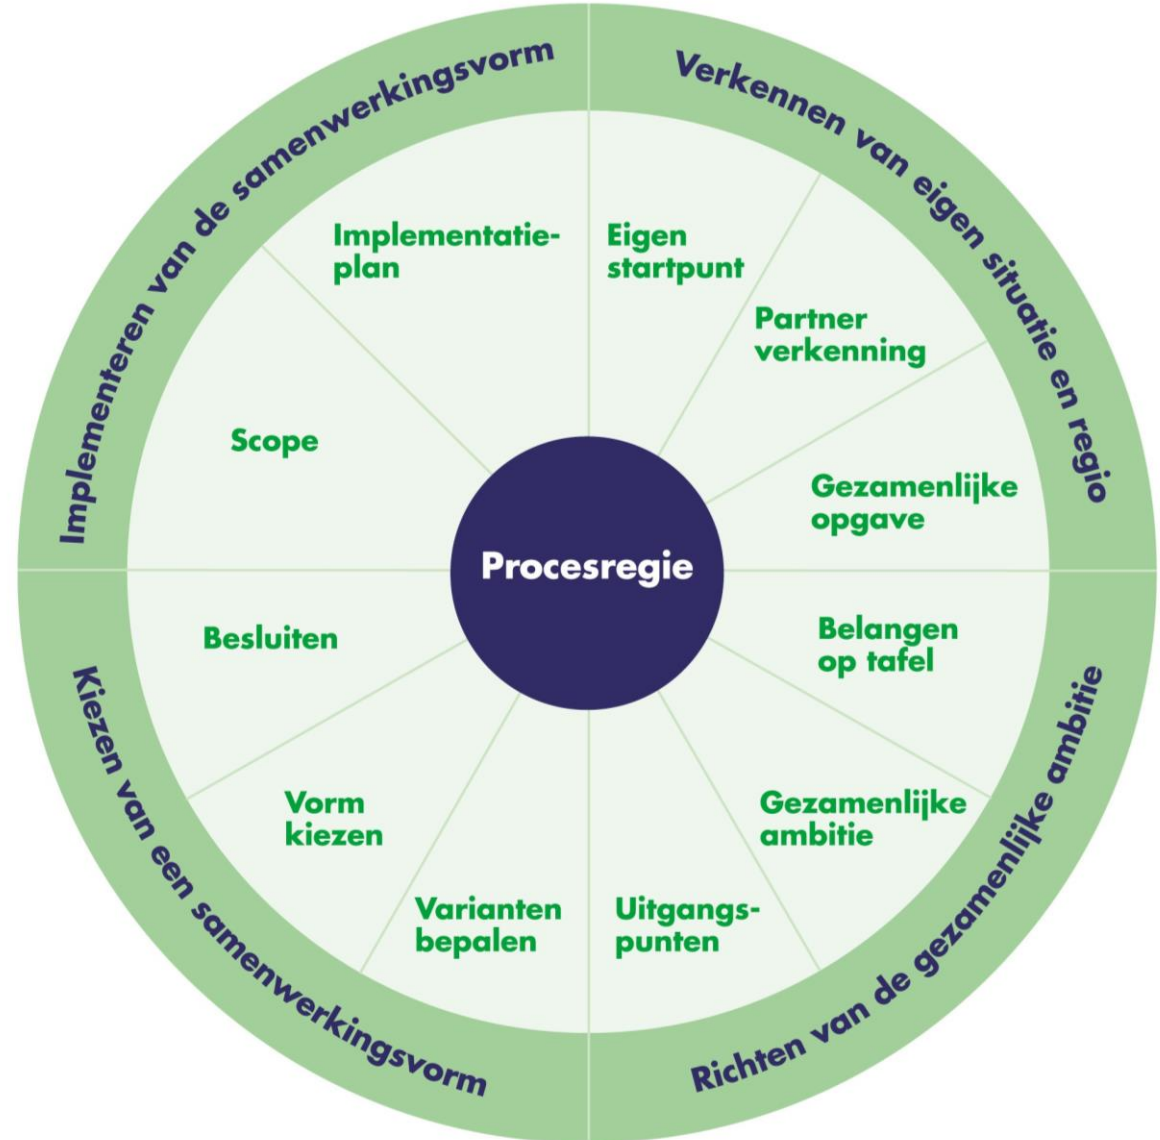 Verkennen van eigen situatie en regio
Eigen
startpunt
Partner
verkenning
Gezamenlijke
opgave
Richten van de gezamenlijke ambitie
Belangen
op tafel
Gezamenlijke
ambitie
Uitgangs-
punten
Kiezen van een samenwerkingsvorm
Varianten
bepalen
Vorm
kiezen
Besluiten
Implementeren van de samenwerkingsvorm
Scope
Implementatie-
plan
Procesregie